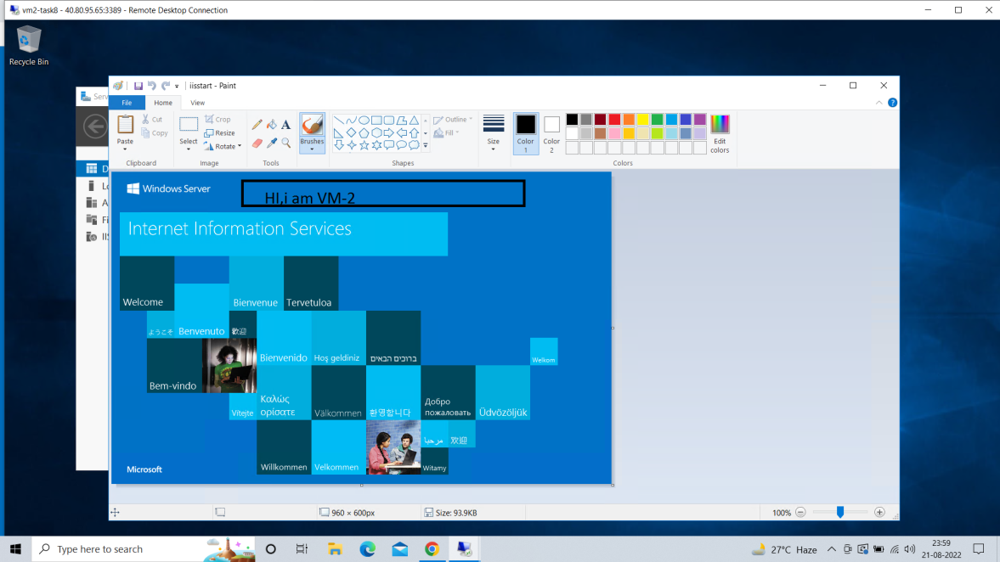 vm2-task8 - 40.80.95.65:3389 - Remote Desktop Connection
Recycle Bin
iisstart - Paint
Serv
File Home View
Paste
Cut
Copy
Clipboard
Select
Crop
Resize
Rotate
Image
A
Tools
Brushes
Outline
Fill
Shapes
Size
Color
1
Color
2
Edit
colors
Colors
D
Lo
A
Fi
IIS
Windows Server
HI,i am VM-2
Internet Information Services
Welcome
Bienvenue
Tervetuloa
ようこそ
Benvenuto
歡迎
Bienvenido
Hoş geldiniz
ברוכים הבאים
Welkom
Bem-vindo
Vítejte
Καλώς
ορίσατε
Välkommen
환영합니다
Добро
пожаловать
Üdvözöljük
مرحبا
欢迎
Willkommen
Velkommen
Witamy
Microsoft
960 × 600px
Size: 93.9KB
100%
Type here to search
27°C Haze
23:59
21-08-2022